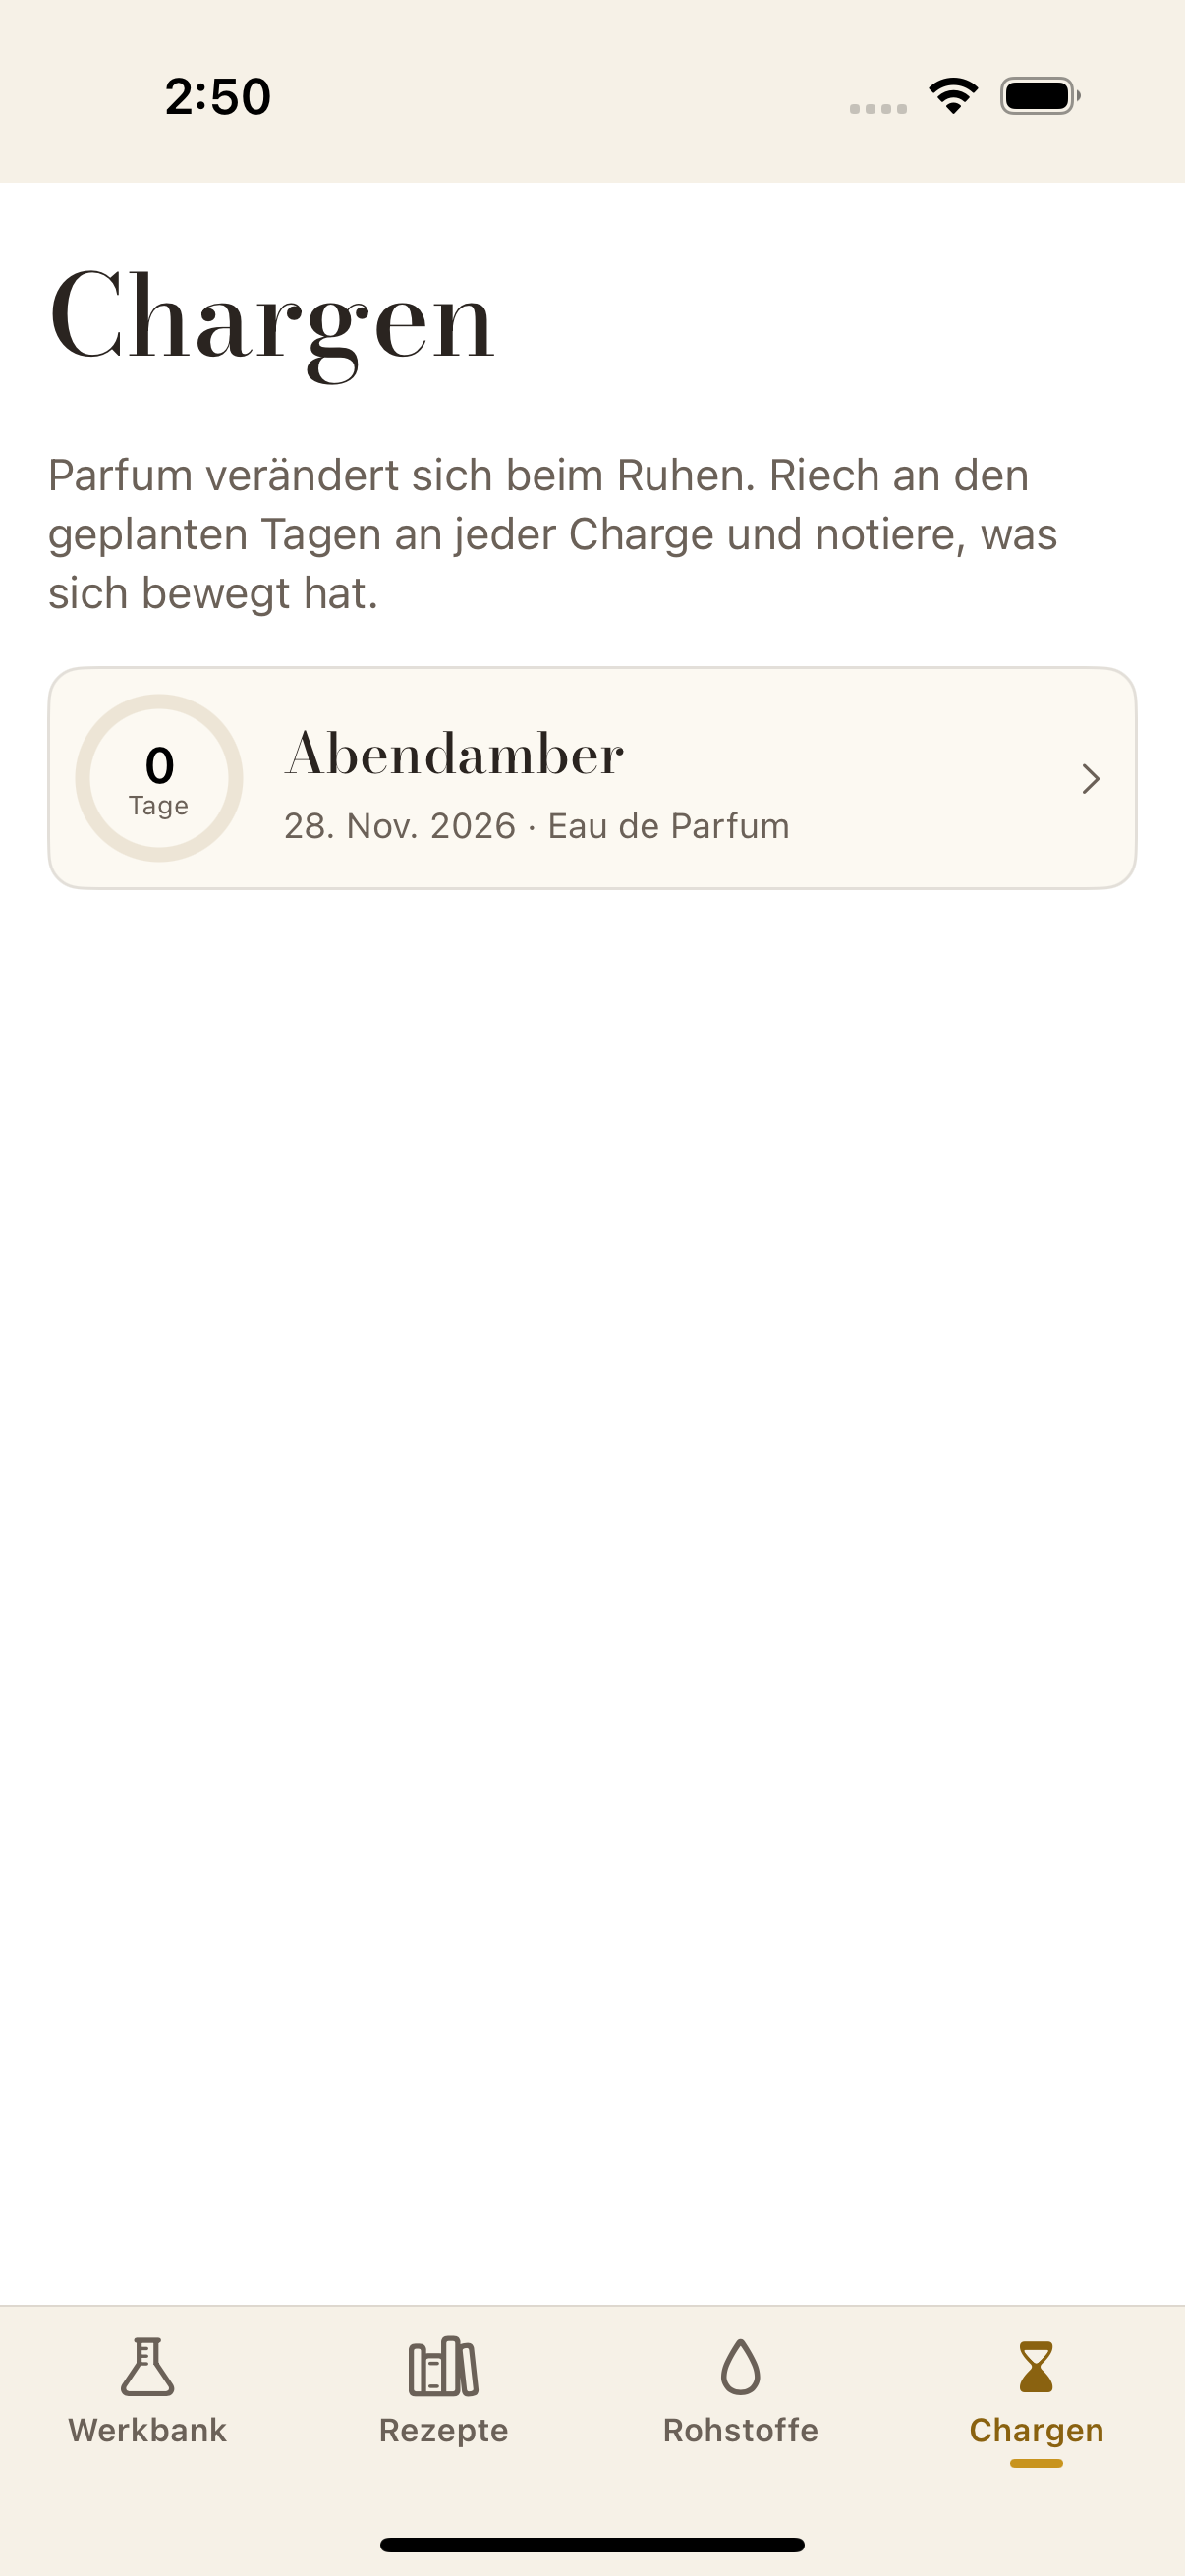 2:50
Chargen
Parfum verändert sich beim Ruhen. Riech an den
geplanten Tagen an jeder Charge und notiere, was
sich bewegt hat.
0
Tage
Abendamber
28. Nov. 2026 · Eau de Parfum
Werkbank
Rezepte
Rohstoffe
Chargen